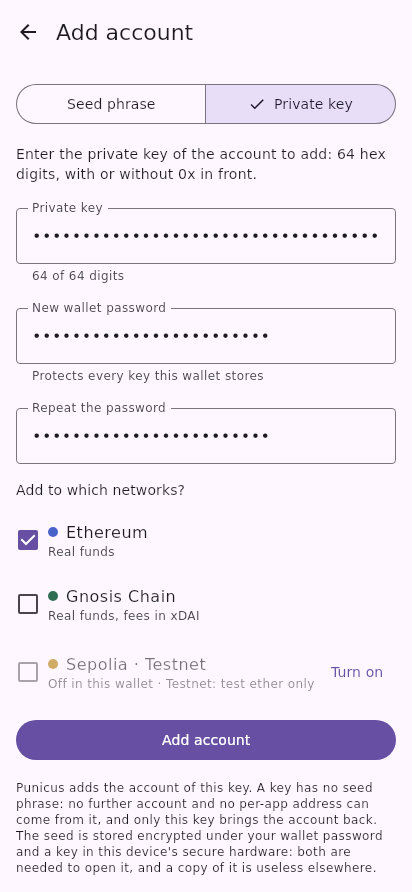 Add account
Seed phrase
Private key
Enter the private key of the account to add: 64 hex
digits, with or without 0x in front.
Private key
••••••••••••••••••••••••••••••••••••
64 of 64 digits
New wallet password
••••••••••••••••••••••••
Protects every key this wallet stores
Repeat the password
••••••••••••••••••••••••
Add to which networks?
Ethereum
Real funds
Gnosis Chain
Real funds, fees in xDAI
Sepolia · Testnet
Off in this wallet · Testnet: test ether only
Turn on
Add account
Punicus adds the account of this key. A key has no seed
phrase: no further account and no per-app address can
come from it, and only this key brings the account back.
The seed is stored encrypted under your wallet password
and a key in this device's secure hardware: both are
needed to open it, and a copy of it is useless elsewhere.